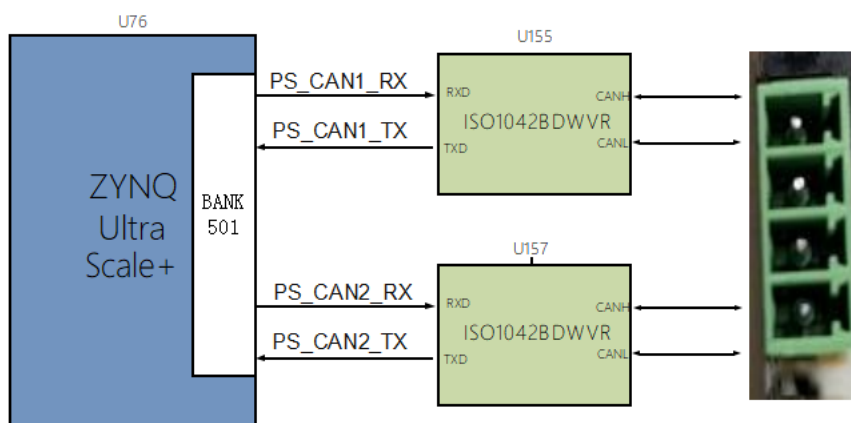 U76
ZYNQ
Ultra
Scale+
BANK
501
PS_CAN1_RX
PS_CAN1_TX
PS_CAN2_RX
PS_CAN2_TX
U155
RXD
CANH
ISO1042BDWVR
CANL
TXD
U157
RXD
CANH
ISO1042BDWVR
CANL
TXD